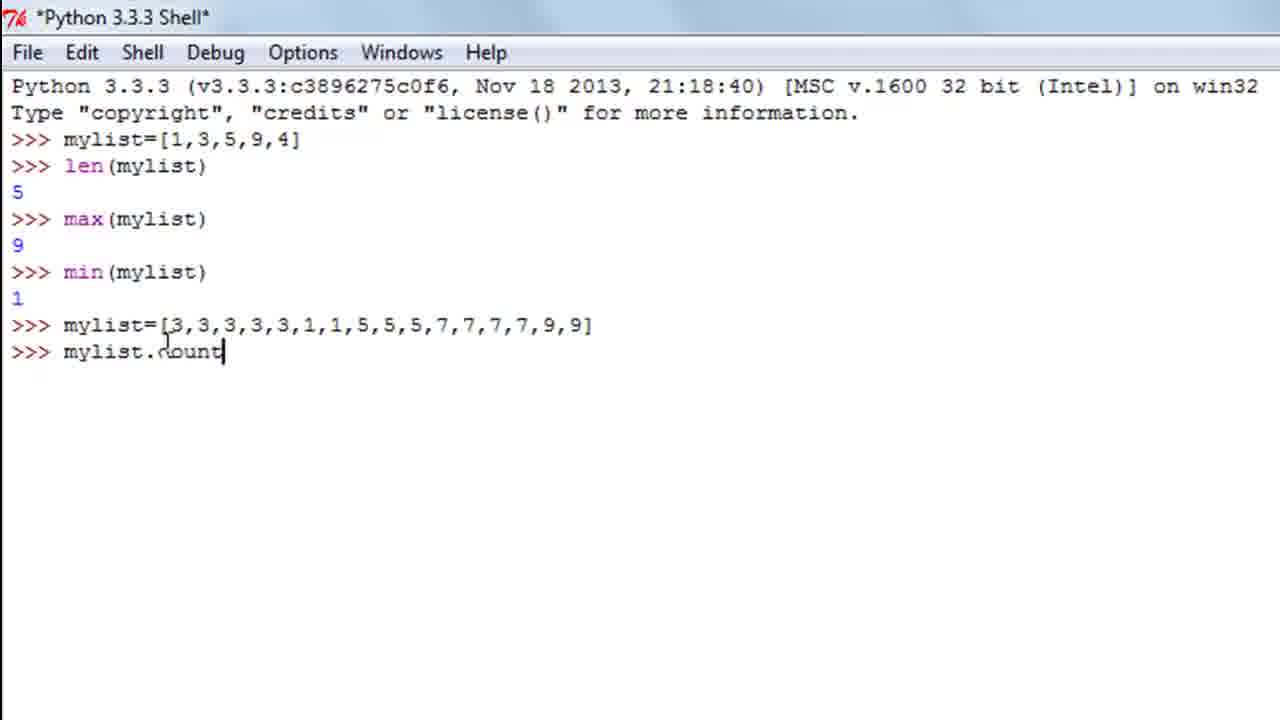 *Python 3.3.3 Shell*
File Edit Shell Debug Options Windows Help
Python 3.3.3 (v3.3.3:c3896275c0f6, Nov 18 2013, 21:18:40) [MSC v.1600 32 bit (Intel)] on win32
Type "copyright", "credits" or "license()" for more information.
>>> mylist=[1,3,5,9,4]
>>> len(mylist)
5
>>> max(mylist)
9
>>> min(mylist)
1
>>> mylist=[3,3,3,3,3,1,1,5,5,5,7,7,7,7,9,9]
>>> mylist.count